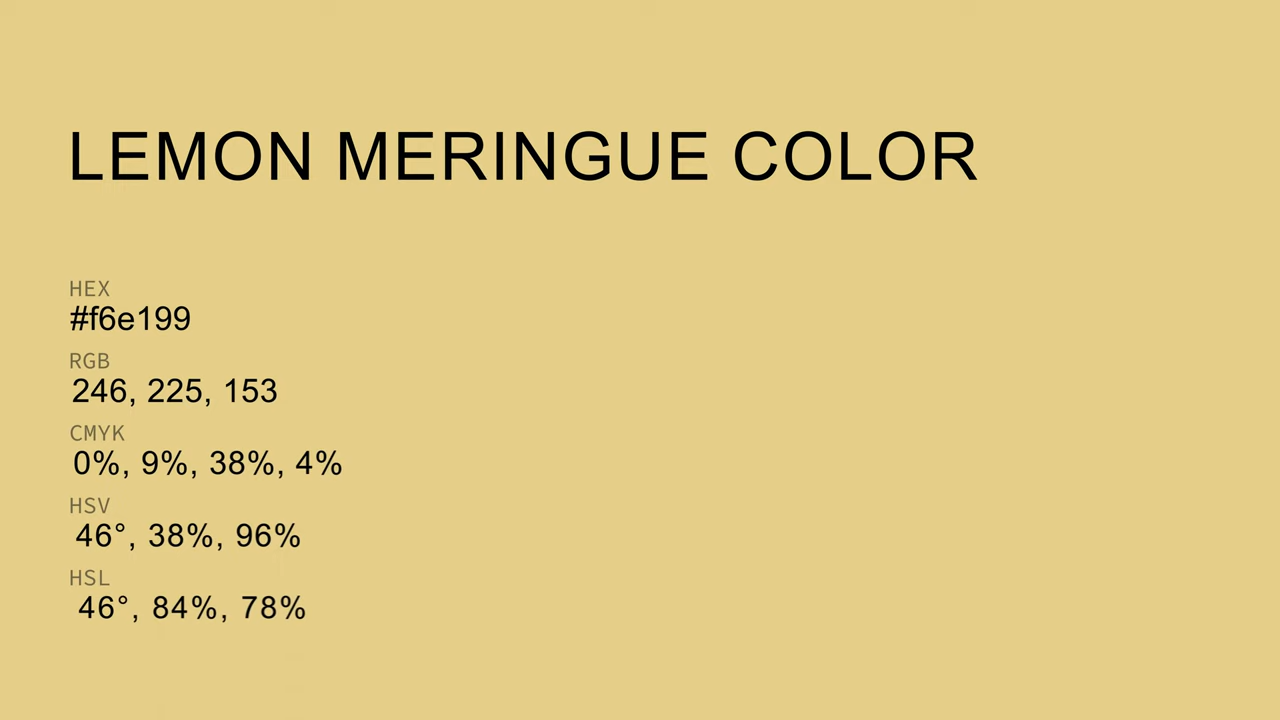 LEMON MERINGUE COLOR
HEX
#f6e199
RGB
246, 225, 153
CMYK
0%, 9%, 38%, 4%
HSV
46°, 38%, 96%
HSL
46°, 84%, 78%